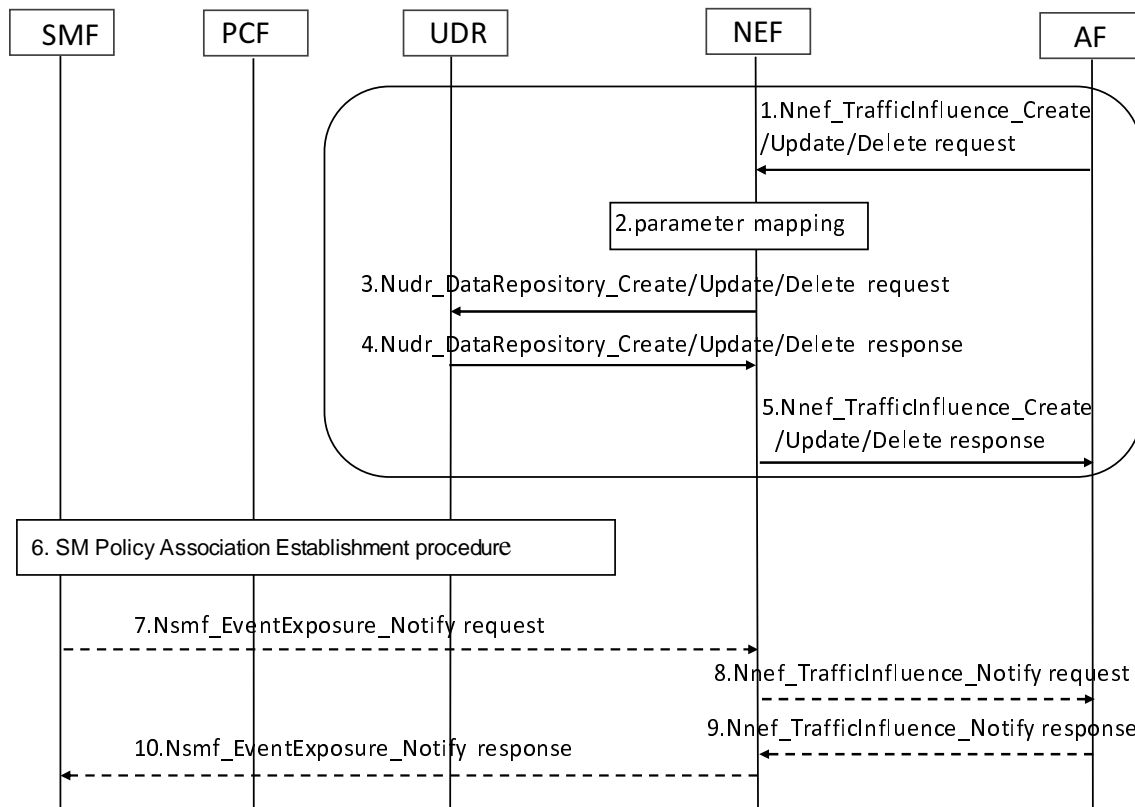 SMF
PCF
UDR
NEF
AF
1.Nnef_TrafficInfluence_Create
/Update/Delete request
2.parameter mapping
3.Nudr_DataRepository_Create/Update/Delete request
4.Nudr_DataRepository_Create/Update/Delete response
5.Nnef_TrafficInfluence_Create
/Update/Delete response
6. SM Policy Association Establishment procedure
7.Nsmf_EventExposure_Notify request
8.Nnef_TrafficInfluence_Notify request
9.Nnef_TrafficInfluence_Notify response
10.Nsmf_EventExposure_Notify response